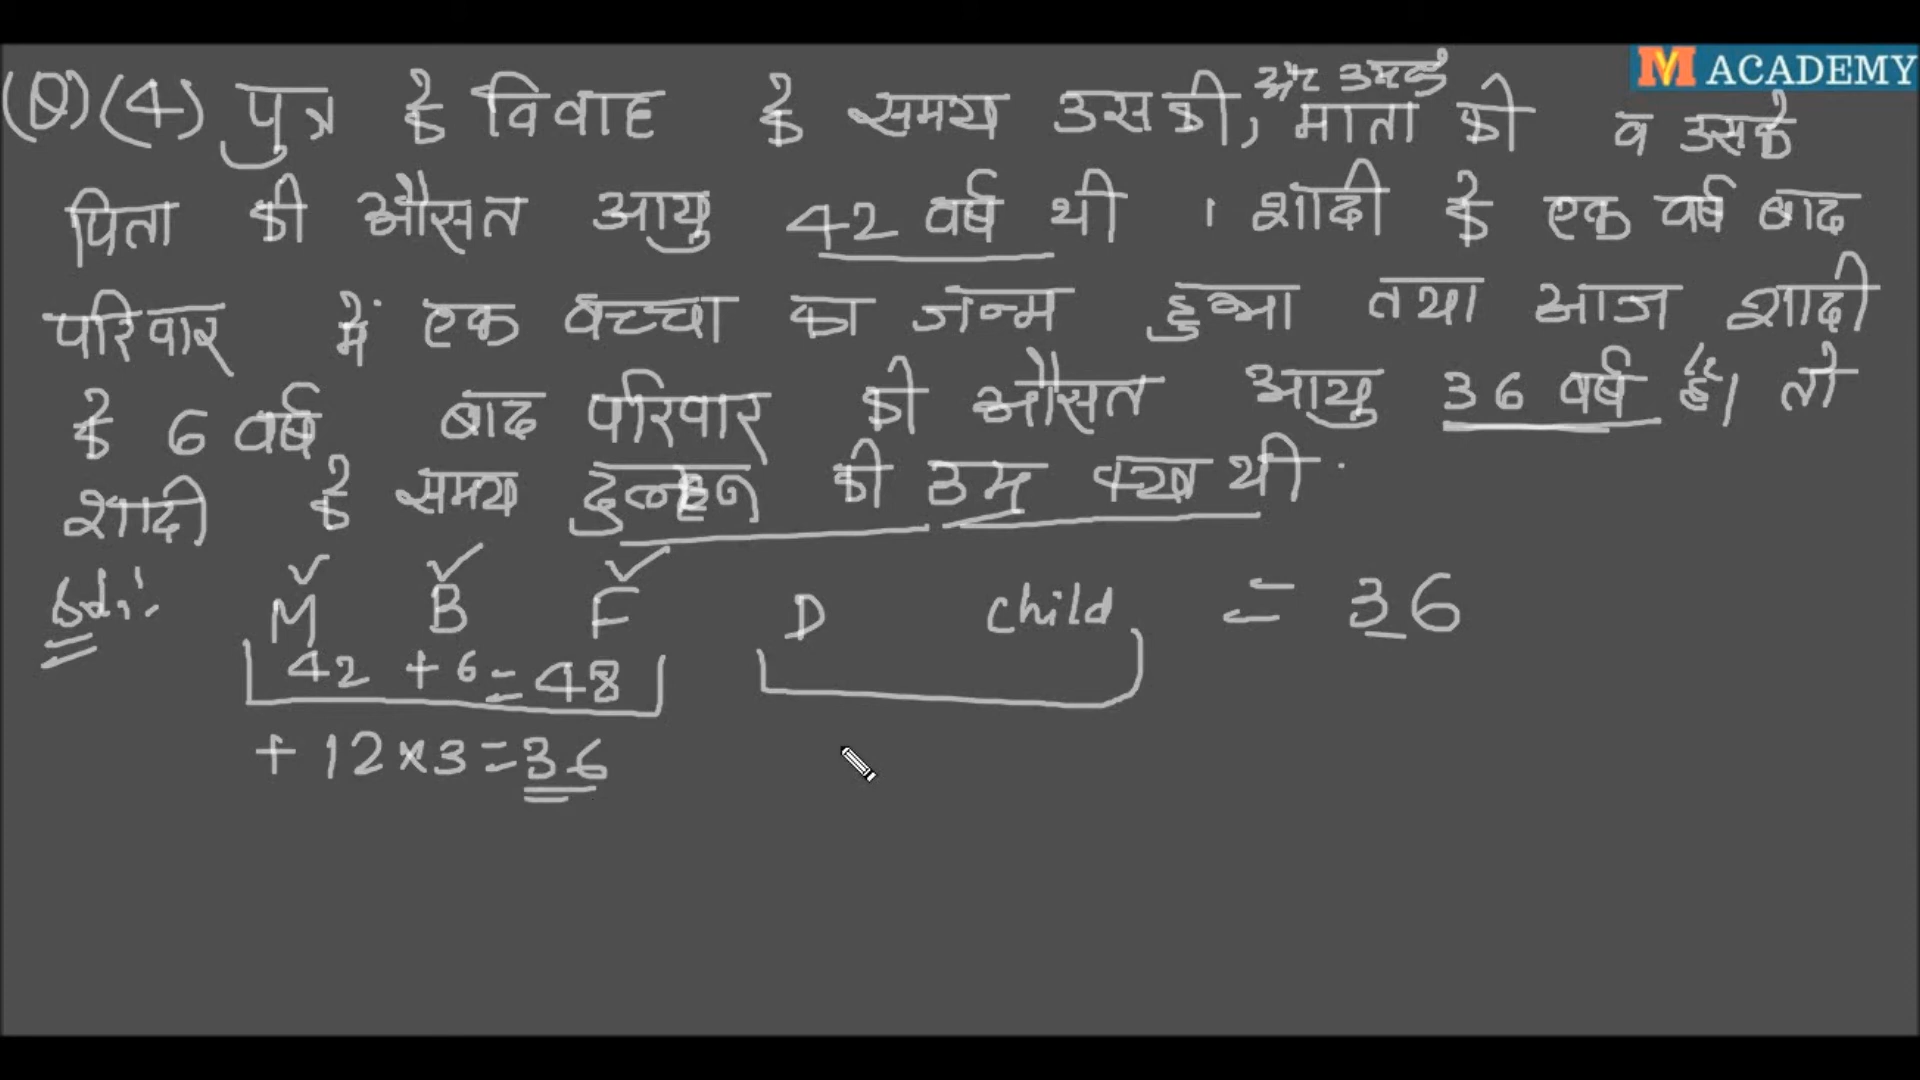 M ACADEMY
(Q) (4) पुत्र के विवाह के समय उसकी, और उसके माता की व उसके
पिता की औसत आयु 42 वर्ष थी । शादी के एक वर्ष बाद
परिवार में एक बच्चा का जन्म हुआ तथा आज शादी
के 6 वर्ष बाद परिवार की औसत आयु 36 वर्ष है। तो
शादी के समय दुल्हन की उम्र क्या थी
Sol:
M B F D child = 36
42 + 6 = 48
+ 12 × 3 = 36